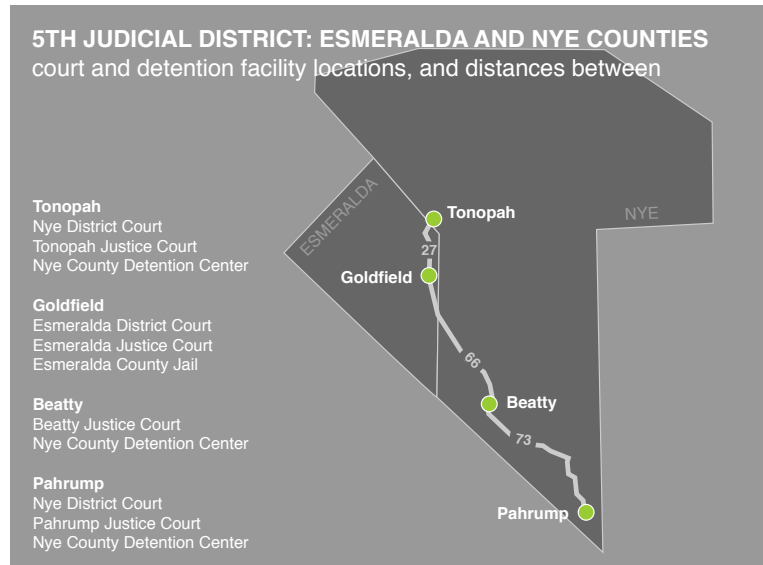 5TH JUDICIAL DISTRICT: ESMERALDA AND NYE COUNTIES
court and detention facility locations, and distances between
Tonopah
Nye District Court
Tonopah Justice Court
Nye County Detention Center
Goldfield
Esmeralda District Court
Esmeralda Justice Court
Esmeralda County Jail
Beatty
Beatty Justice Court
Nye County Detention Center
Pahrump
Nye District Court
Pahrump Justice Court
Nye County Detention Center
ESMERALDA
NYE
Tonopah
27
Goldfield
66
Beatty
73
Pahrump